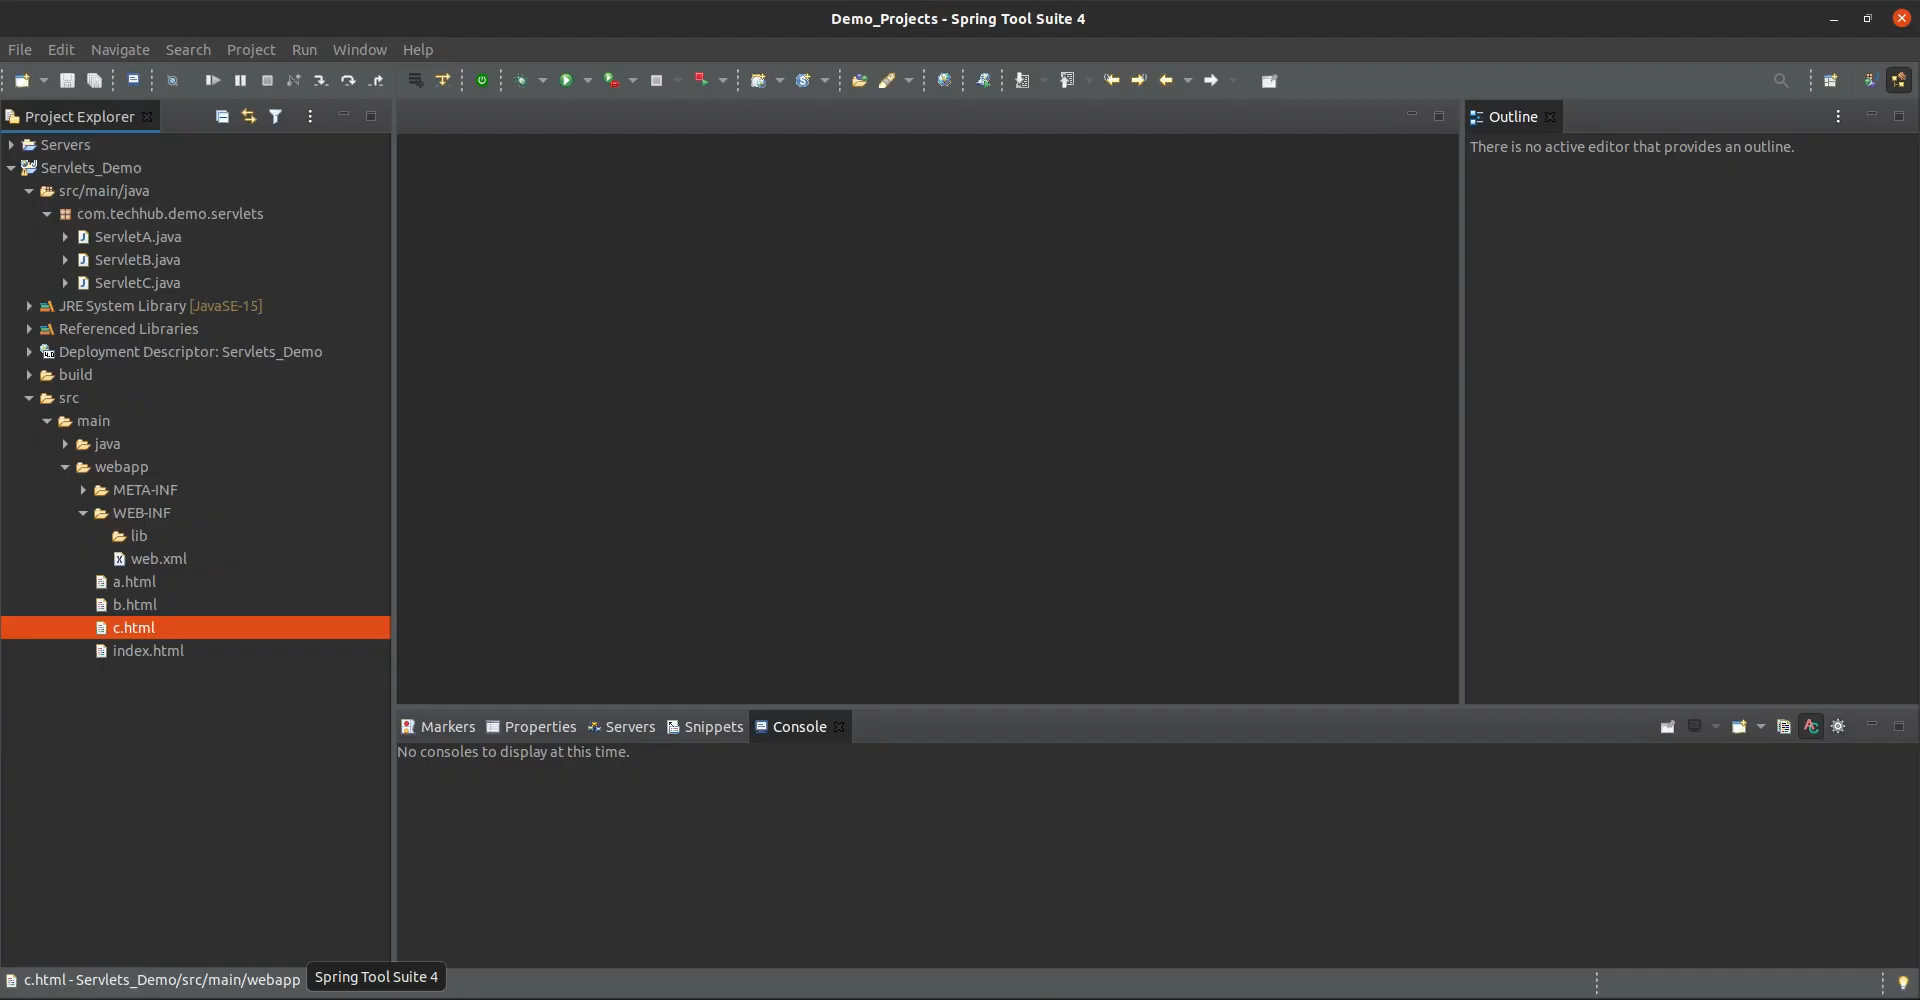 Demo_Projects - Spring Tool Suite 4
File Edit Navigate Search Project Run Window Help
Project Explorer
Servers
Servlets_Demo
src/main/java
com.techhub.demo.servlets
ServletA.java
ServletB.java
ServletC.java
JRE System Library [JavaSE-15]
Referenced Libraries
Deployment Descriptor: Servlets_Demo
build
src
main
java
webapp
META-INF
WEB-INF
lib
web.xml
a.html
b.html
c.html
index.html
Outline
There is no active editor that provides an outline.
Markers Properties Servers Snippets Console
No consoles to display at this time.
c.html - Servlets_Demo/src/main/webapp
Spring Tool Suite 4